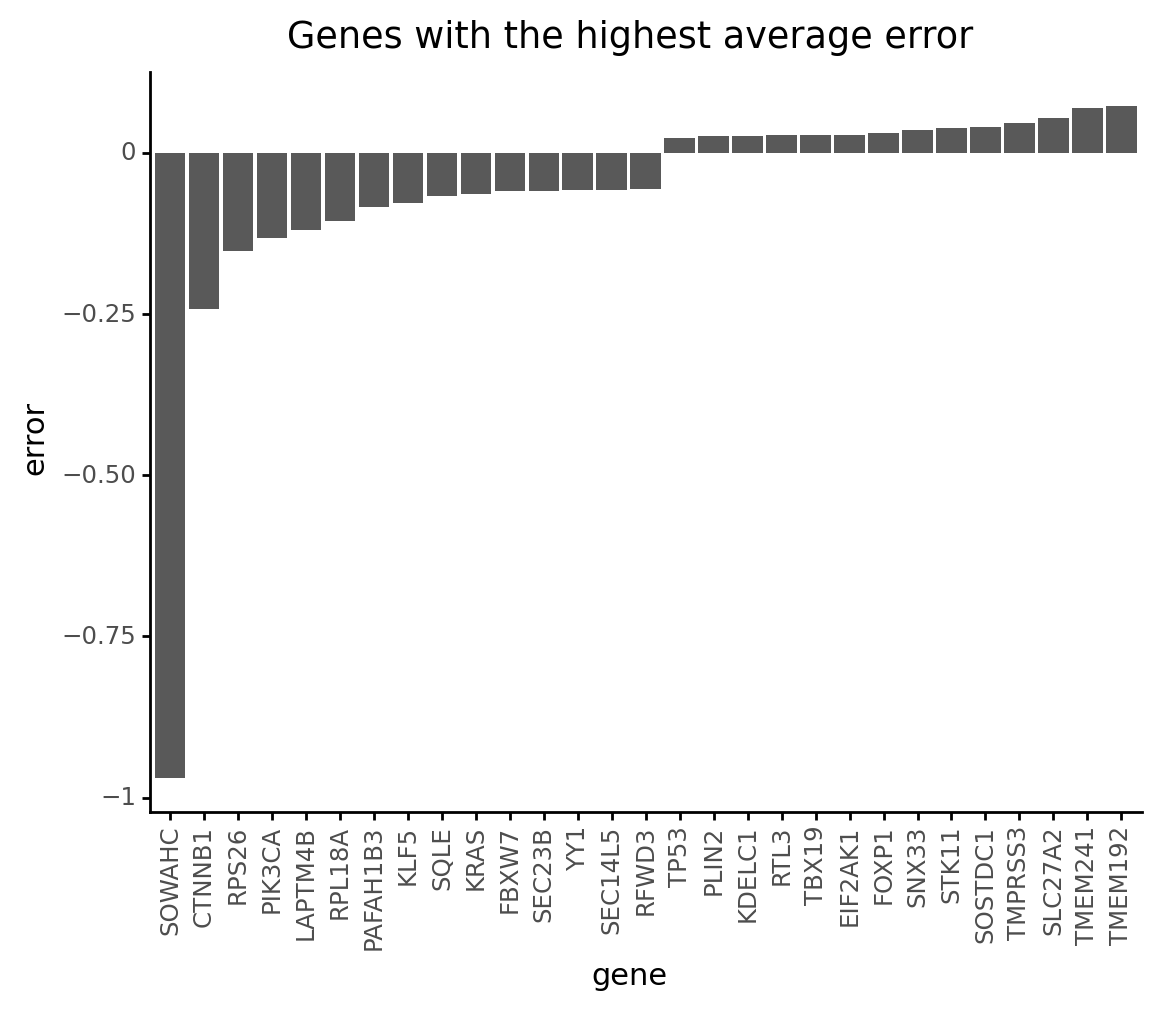 Genes with the highest average error
error
0
−0.25
−0.50
−0.75
−1
SOWAHC
CTNNB1
RPS26
PIK3CA
LAPTM4B
RPL18A
PAFAH1B3
KLF5
SQLE
KRAS
FBXW7
SEC23B
YY1
SEC14L5
RFWD3
TP53
PLIN2
KDELC1
RTL3
TBX19
EIF2AK1
FOXP1
SNX33
STK11
SOSTDC1
TMPRSS3
SLC27A2
TMEM241
TMEM192
gene